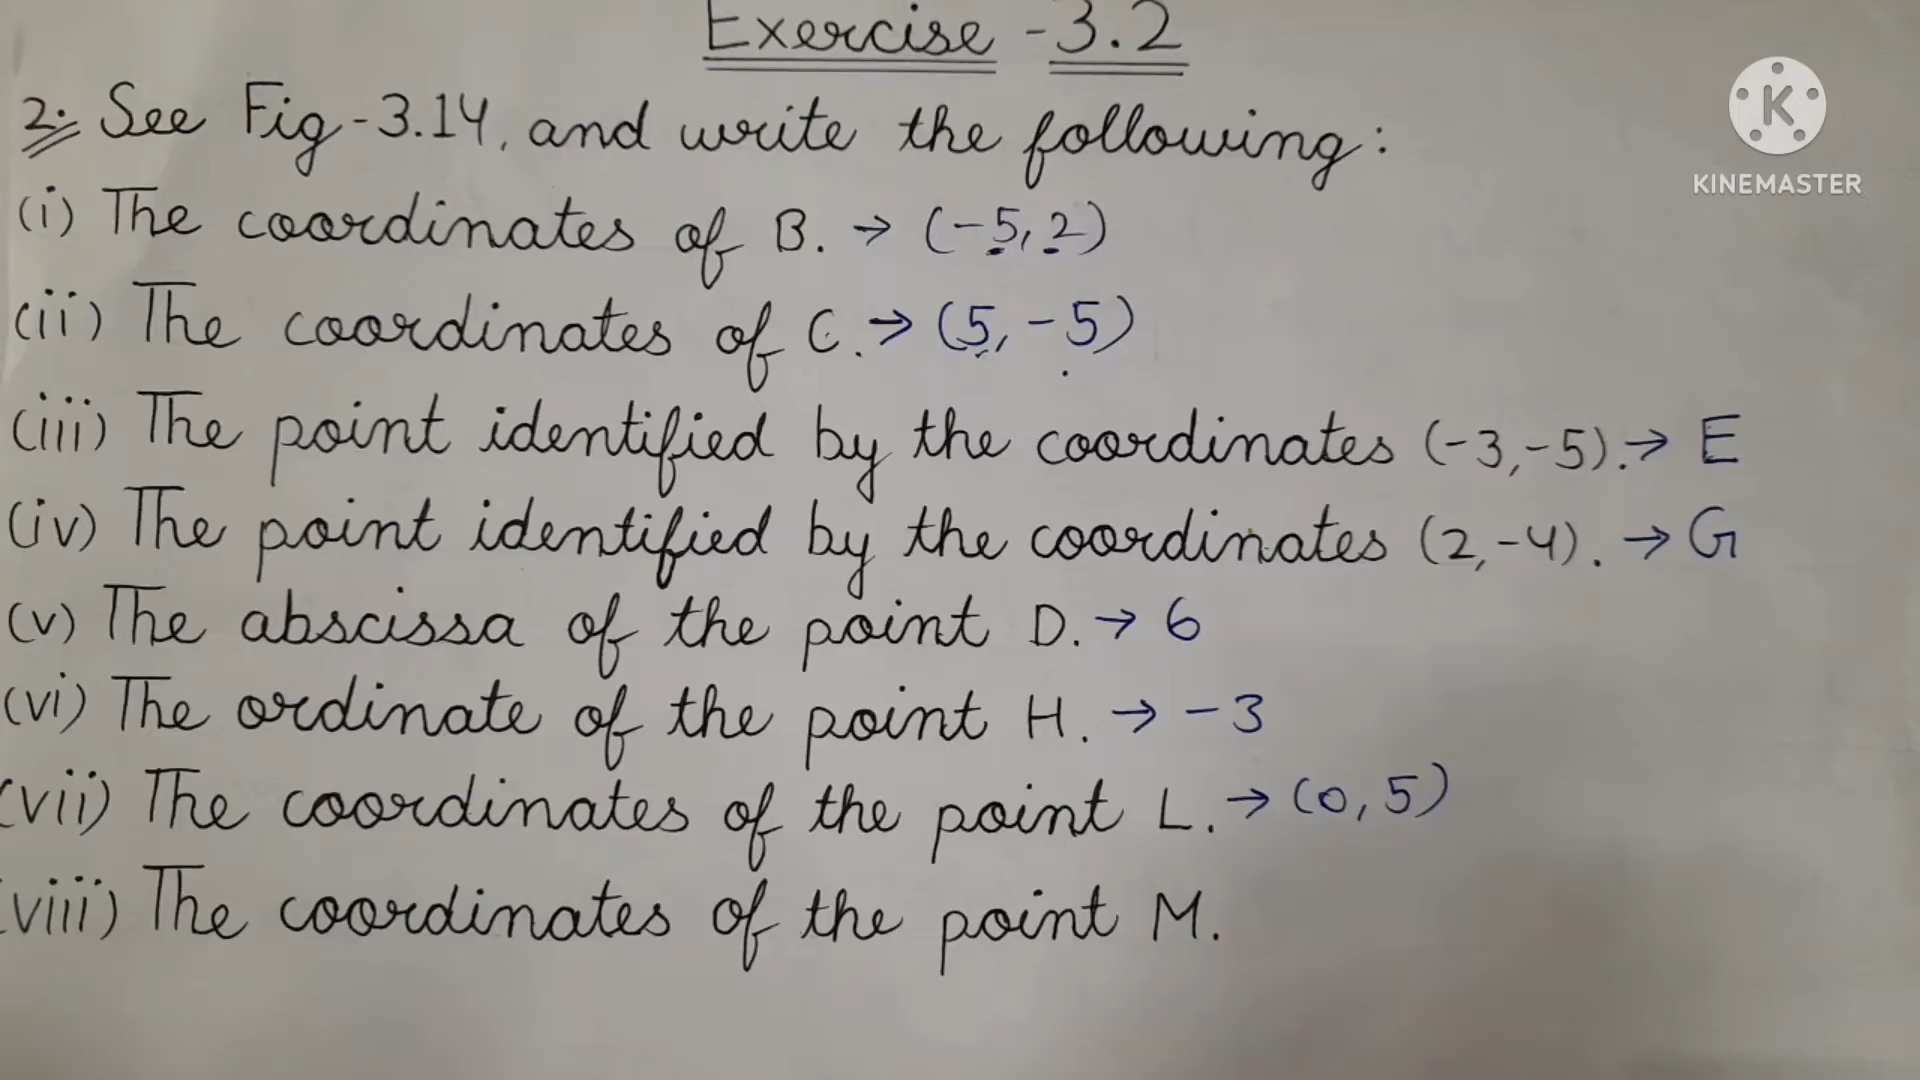 Exercise - 3.2
2. See Fig-3.14, and write the following:
(i) The coordinates of B. → (-5, 2)
(ii) The coordinates of C. → (5, -5)
(iii) The point identified by the coordinates (-3, -5). → E
(iv) The point identified by the coordinates (2, -4). → G
(v) The abscissa of the point D. → 6
(vi) The ordinate of the point H. → -3
(vii) The coordinates of the point L. → (0, 5)
(viii) The coordinates of the point M.
K
KINEMASTER